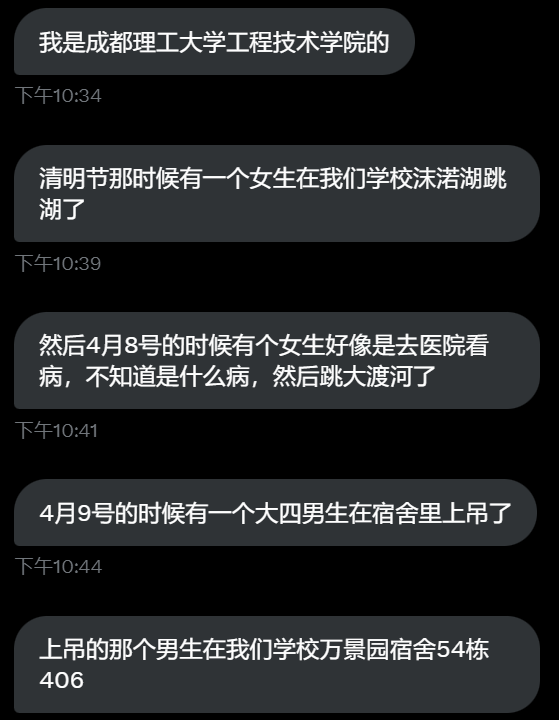 我是成都理工大学工程技术学院的
下午10:34
清明节那时候有一个女生在我们学校沫渃湖跳
湖了
下午10:39
然后4月8号的时候有个女生好像是去医院看
病，不知道是什么病，然后跳大渡河了
下午10:41
4月9号的时候有一个大四男生在宿舍里上吊了
下午10:44
上吊的那个男生在我们学校万景园宿舍54栋
406